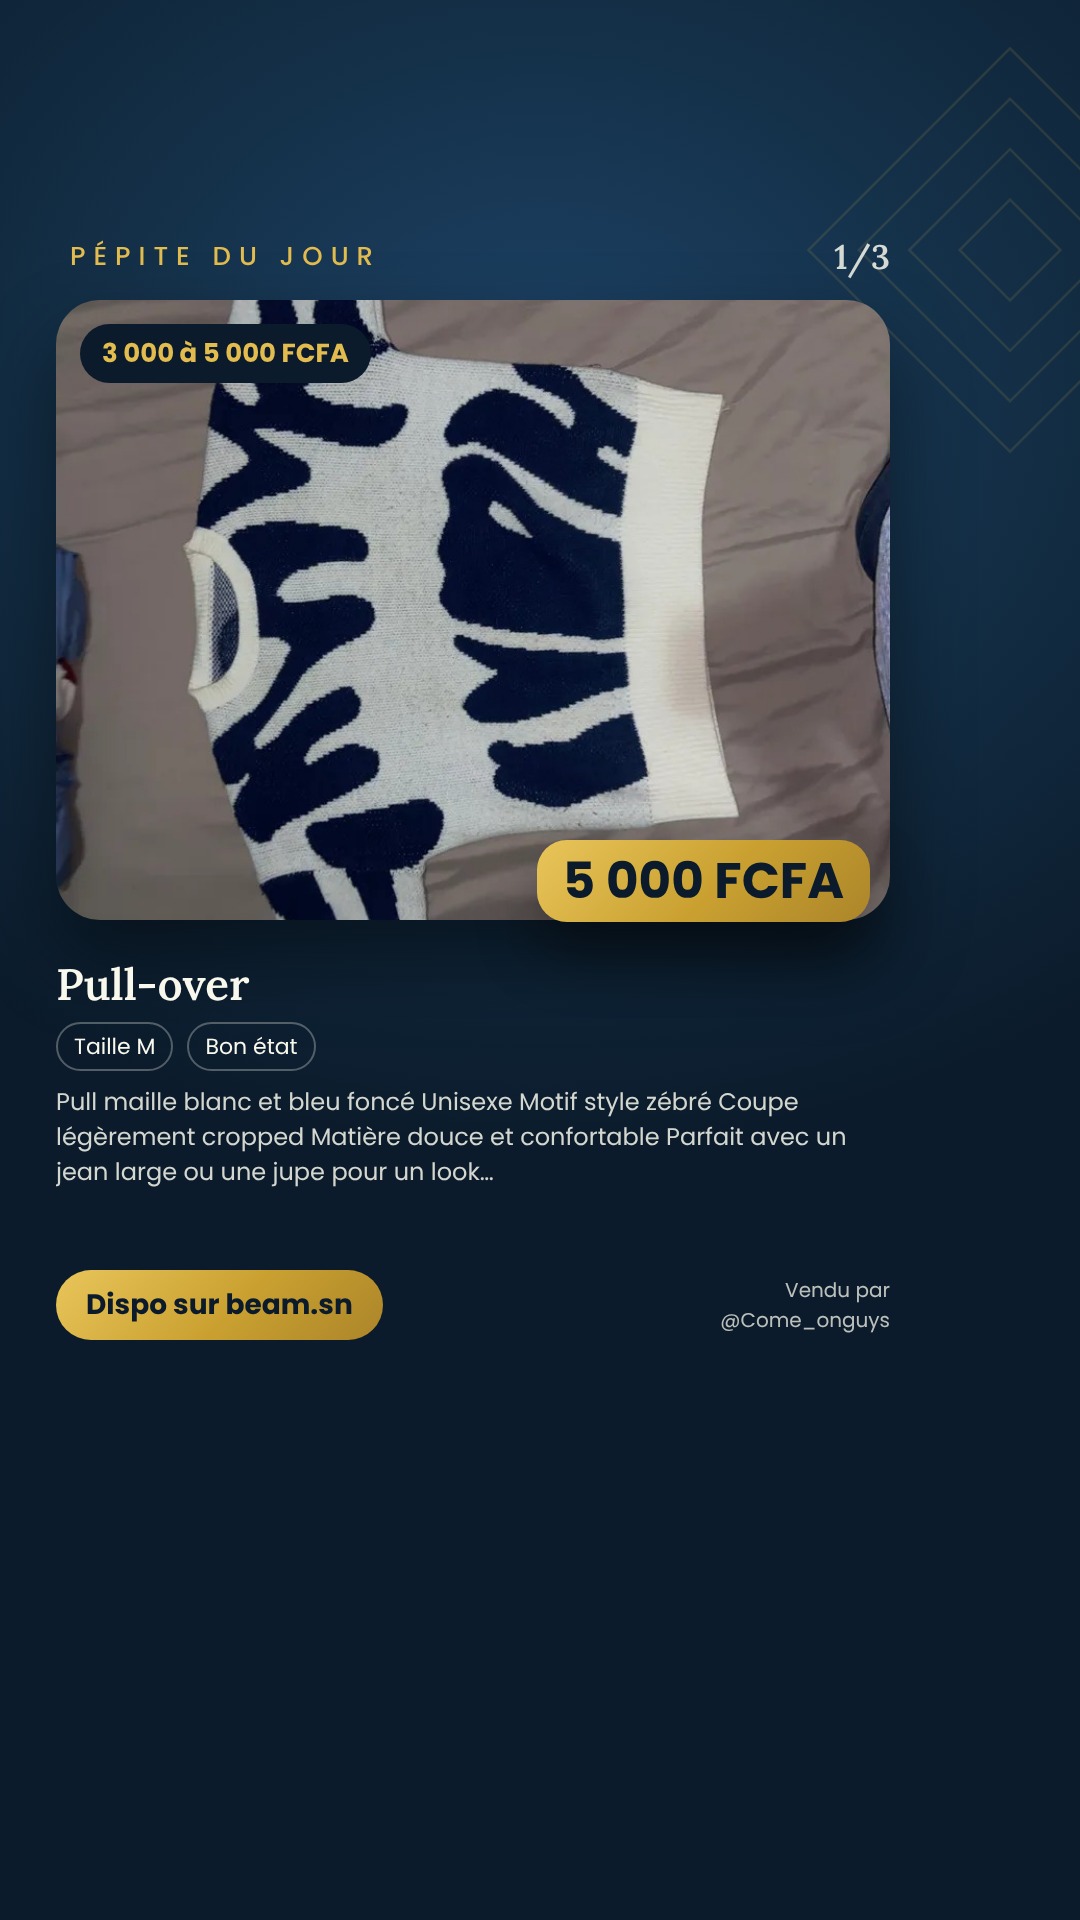 PÉPITE DU JOUR
1/3
3 000 à 5 000 FCFA
5 000 FCFA
Pull-over
Taille M
Bon état
Pull maille blanc et bleu foncé Unisexe Motif style zébré Coupe
légèrement cropped Matière douce et confortable Parfait avec un
jean large ou une jupe pour un look...
Dispo sur beam.sn
Vendu par
@Come_onguys